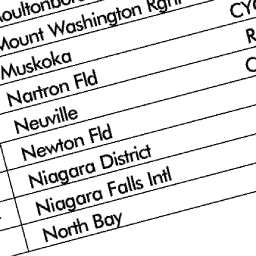 Mount Washington Rgnl
Muskoka
Nartron Fld
Neuville
Newton Fld
Niagara District
Niagara Falls Intl
North Bay